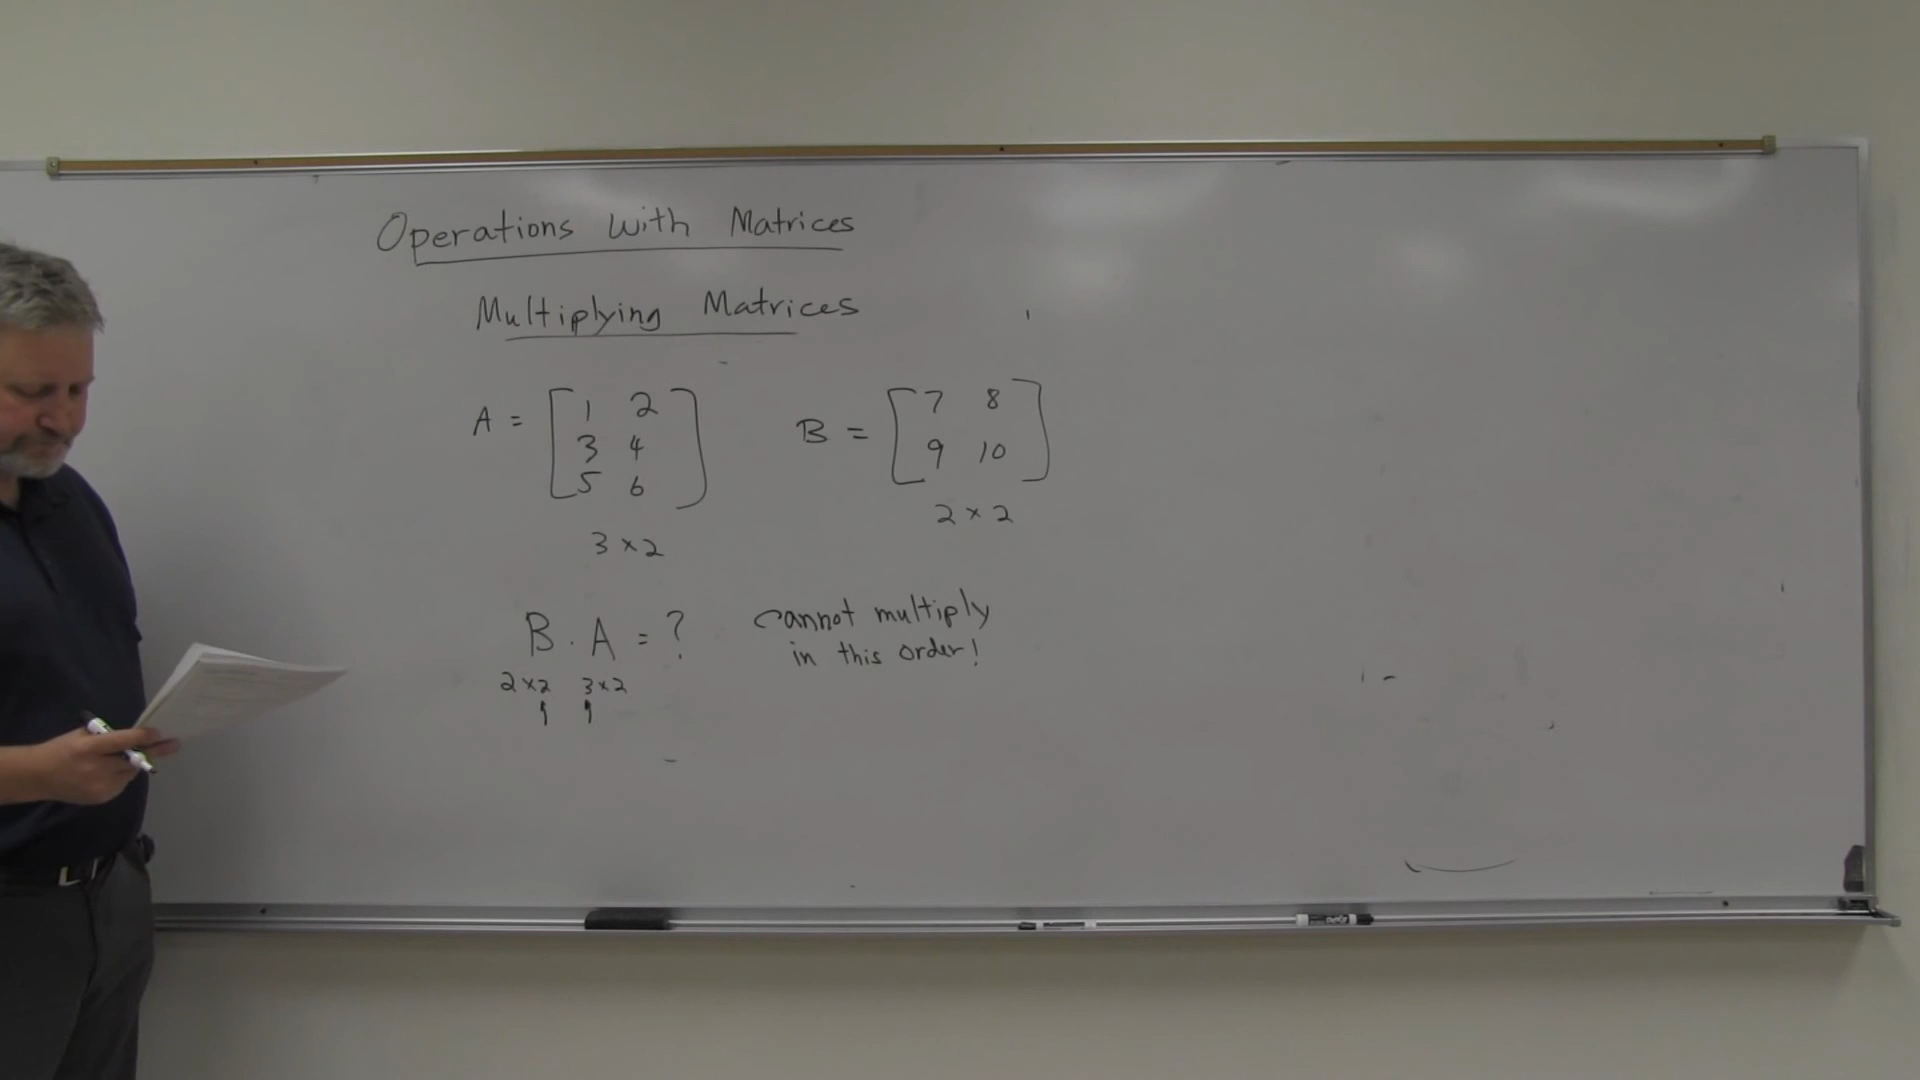 Operations with Matrices
Multiplying Matrices
A = [1 2
3 4
5 6]
3 × 2
B = [7 8
9 10]
2 × 2
B · A = ?
2×2 3×2
cannot multiply
in this order!